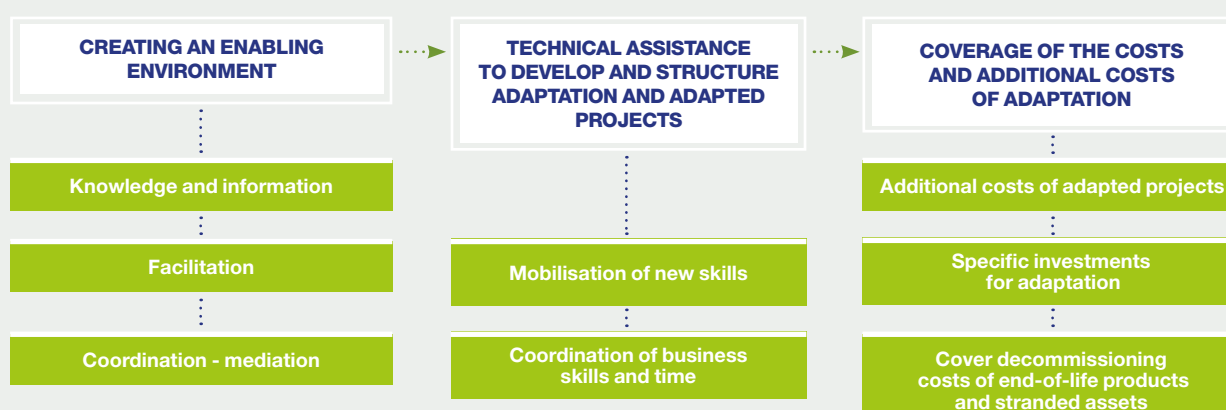 CREATING AN ENABLING
ENVIRONMENT
Knowledge and information
Facilitation
Coordination - mediation
TECHNICAL ASSISTANCE
TO DEVELOP AND STRUCTURE
ADAPTATION AND ADAPTED
PROJECTS
Mobilisation of new skills
Coordination of business
skills and time
COVERAGE OF THE COSTS
AND ADDITIONAL COSTS
OF ADAPTATION
Additional costs of adapted projects
Specific investments
for adaptation
Cover decommissioning
costs of end-of-life products
and stranded assets